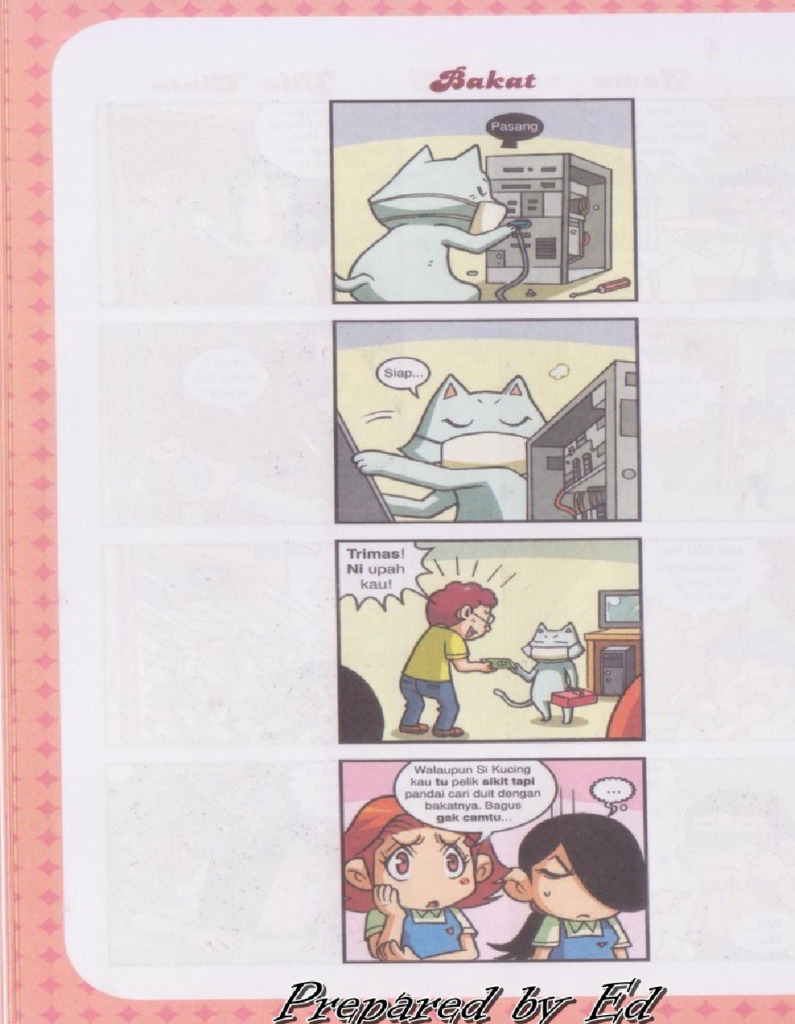 Bakat
Pasang
Siap...
Trimas!
Ni upah
kau!
Walaupun Si Kucing
kau tu pelik sikit tapi
pandai cari duit dengan
bakatnya. Bagus
gak camtu...
...
Prepared by Ed